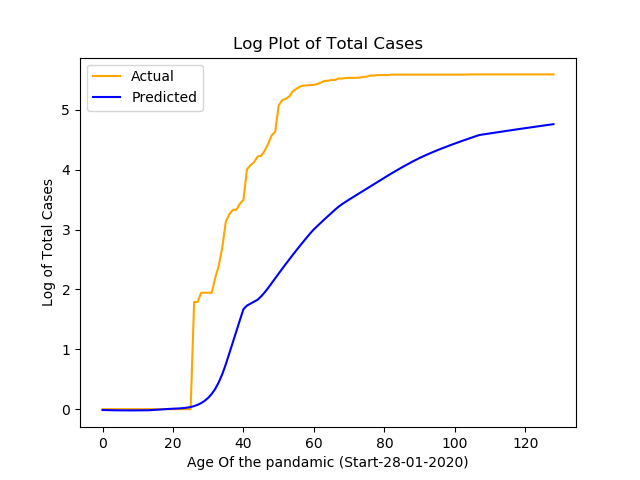 Log Plot of Total Cases
Actual
Predicted
Log of Total Cases
5
4
3
2
1
0
0 20 40 60 80 100 120
Age Of the pandamic (Start-28-01-2020)